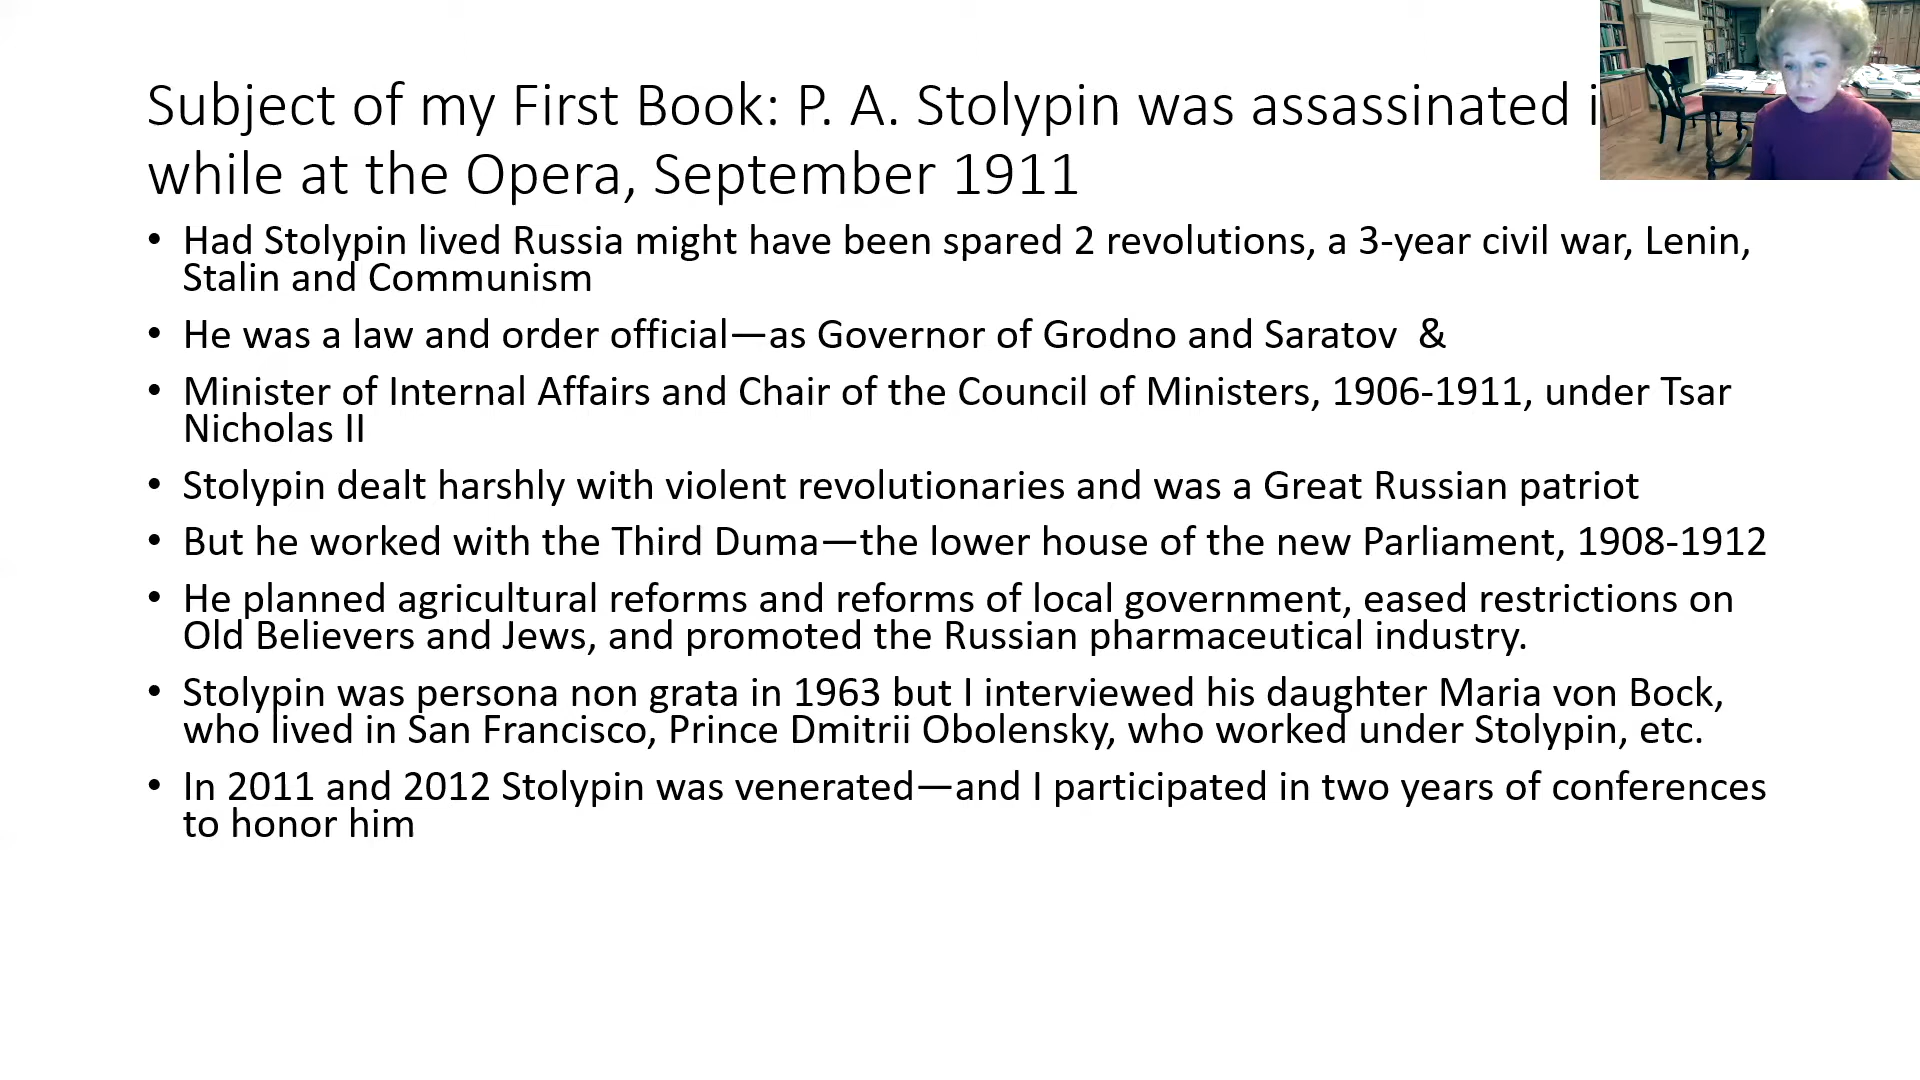 Subject of my First Book: P. A. Stolypin was assassinated
while at the Opera, September 1911
• Had Stolypin lived Russia might have been spared 2 revolutions, a 3-year civil war, Lenin,
Stalin and Communism
• He was a law and order official—as Governor of Grodno and Saratov  &
• Minister of Internal Affairs and Chair of the Council of Ministers, 1906-1911, under Tsar
Nicholas II
• Stolypin dealt harshly with violent revolutionaries and was a Great Russian patriot
• But he worked with the Third Duma—the lower house of the new Parliament, 1908-1912
• He planned agricultural reforms and reforms of local government, eased restrictions on
Old Believers and Jews, and promoted the Russian pharmaceutical industry.
• Stolypin was persona non grata in 1963 but I interviewed his daughter Maria von Bock,
who lived in San Francisco, Prince Dmitrii Obolensky, who worked under Stolypin, etc.
• In 2011 and 2012 Stolypin was venerated—and I participated in two years of conferences
to honor him